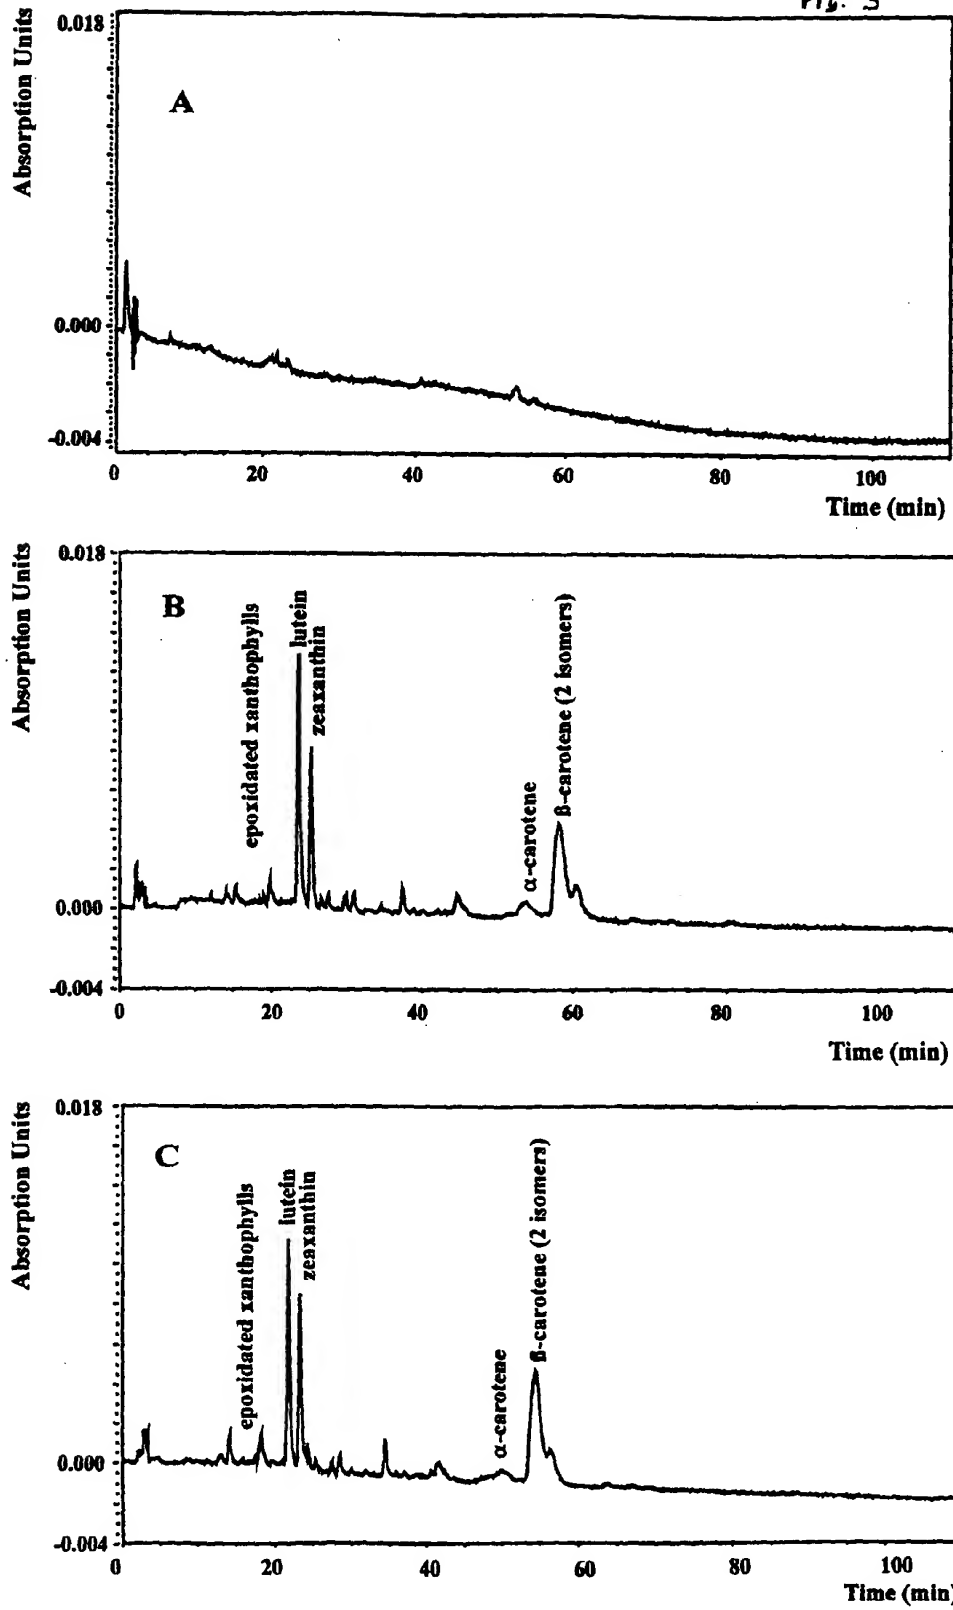 Fig. 5
Absorption Units
0.018
A
0.000
-0.004
0 20 40 60 80 100
Time (min)
Absorption Units
0.018
B
epoxidated xanthophylls
lutein
zeaxanthin
α-carotene
ß-carotene (2 isomers)
0.000
-0.004
0 20 40 60 80 100
Time (min)
Absorption Units
0.018
C
epoxidated xanthophylls
lutein
zeaxanthin
α-carotene
ß-carotene (2 isomers)
0.000
-0.004
0 20 40 60 80 100
Time (min)